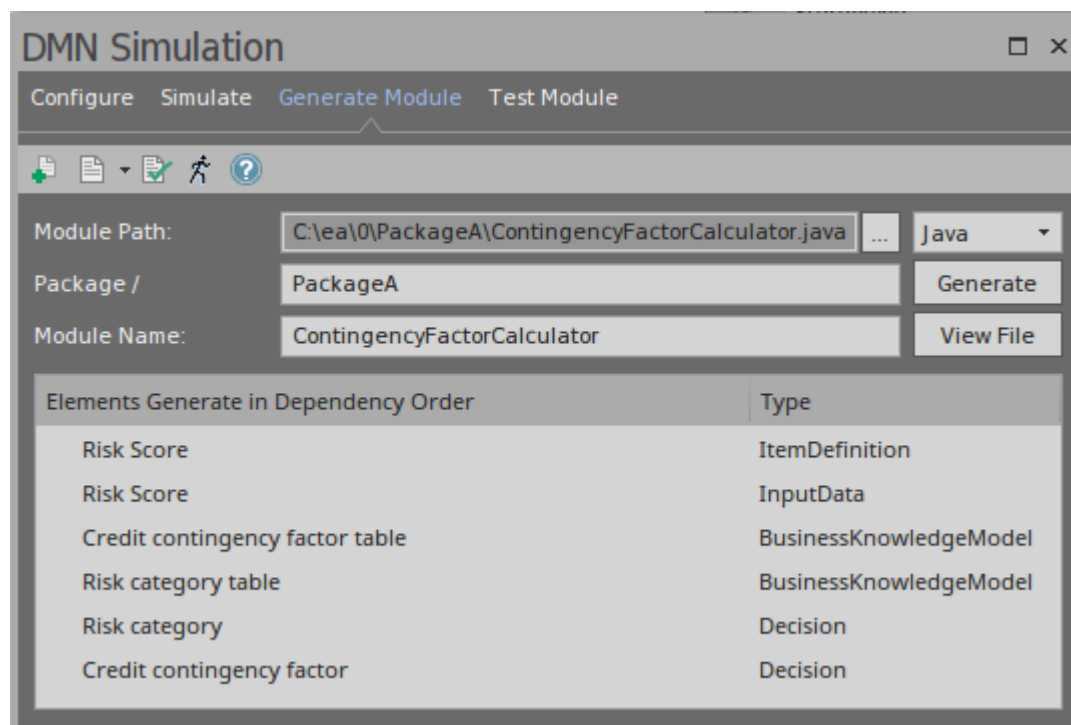 DMN Simulation
Configure Simulate Generate Module Test Module
Module Path: C:\ea\0\PackageA\ContingencyFactorCalculator.java ... Java
Package / PackageA Generate
Module Name: ContingencyFactorCalculator View File
Elements Generate in Dependency Order Type
Risk Score ItemDefinition
Risk Score InputData
Credit contingency factor table BusinessKnowledgeModel
Risk category table BusinessKnowledgeModel
Risk category Decision
Credit contingency factor Decision